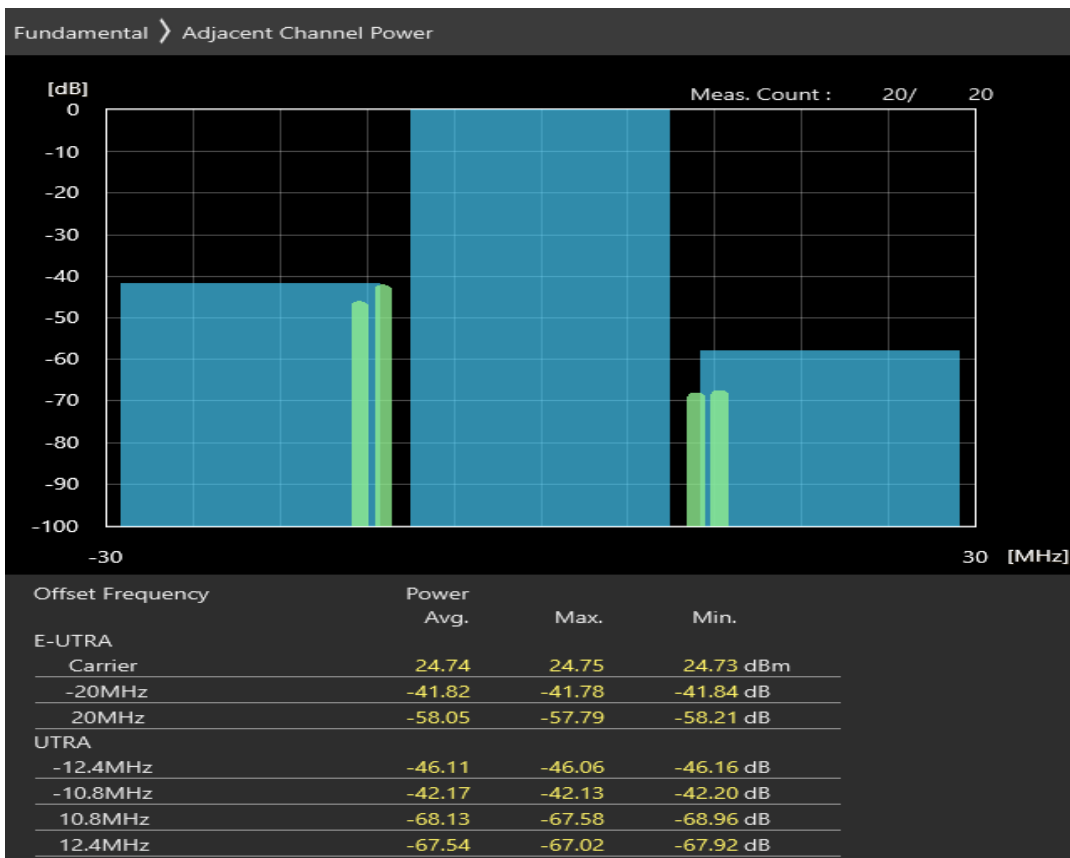 Fundamental 〉 Adjacent Channel Power
[dB]
Meas. Count : 20/ 20
0
-10
-20
-30
-40
-50
-60
-70
-80
-90
-100
-30 30 [MHz]
Offset Frequency Power
Avg. Max. Min.
E-UTRA
Carrier 24.74 24.75 24.73 dBm
-20MHz -41.82 -41.78 -41.84 dB
20MHz -58.05 -57.79 -58.21 dB
UTRA
-12.4MHz -46.11 -46.06 -46.16 dB
-10.8MHz -42.17 -42.13 -42.20 dB
10.8MHz -68.13 -67.58 -68.96 dB
12.4MHz -67.54 -67.02 -67.92 dB